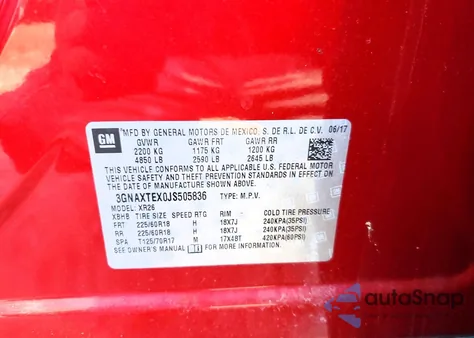 GM
MFD BY GENERAL MOTORS DE MEXICO, S. DE R.L. DE C.V. 06/17
GVWR GAWR FRT GAWR RR
2200 KG 1175 KG 1200 KG
4850 LB 2590 LB 2645 LB
THIS VEHICLE CONFORMS TO ALL APPLICABLE U.S. FEDERAL MOTOR
VEHICLE SAFETY AND THEFT PREVENTION STANDARDS IN EFFECT ON THE
DATE OF MANUFACTURE SHOWN ABOVE.
3GNAXTEX0JS505836 TYPE: M.P.V.
MODEL: XR26
XBHB TIRE SIZE SPEED RTG RIM COLD TIRE PRESSURE
FRT 225/60R18 H 18X7J 240KPA(35PSI)
RR 225/60R18 H 18X7J 240KPA(35PSI)
SPA T125/70R17 M 17X4BT 420KPA(60PSI)
SEE OWNER'S MANUAL FOR ADDITIONAL INFORMATION.
autoSnap